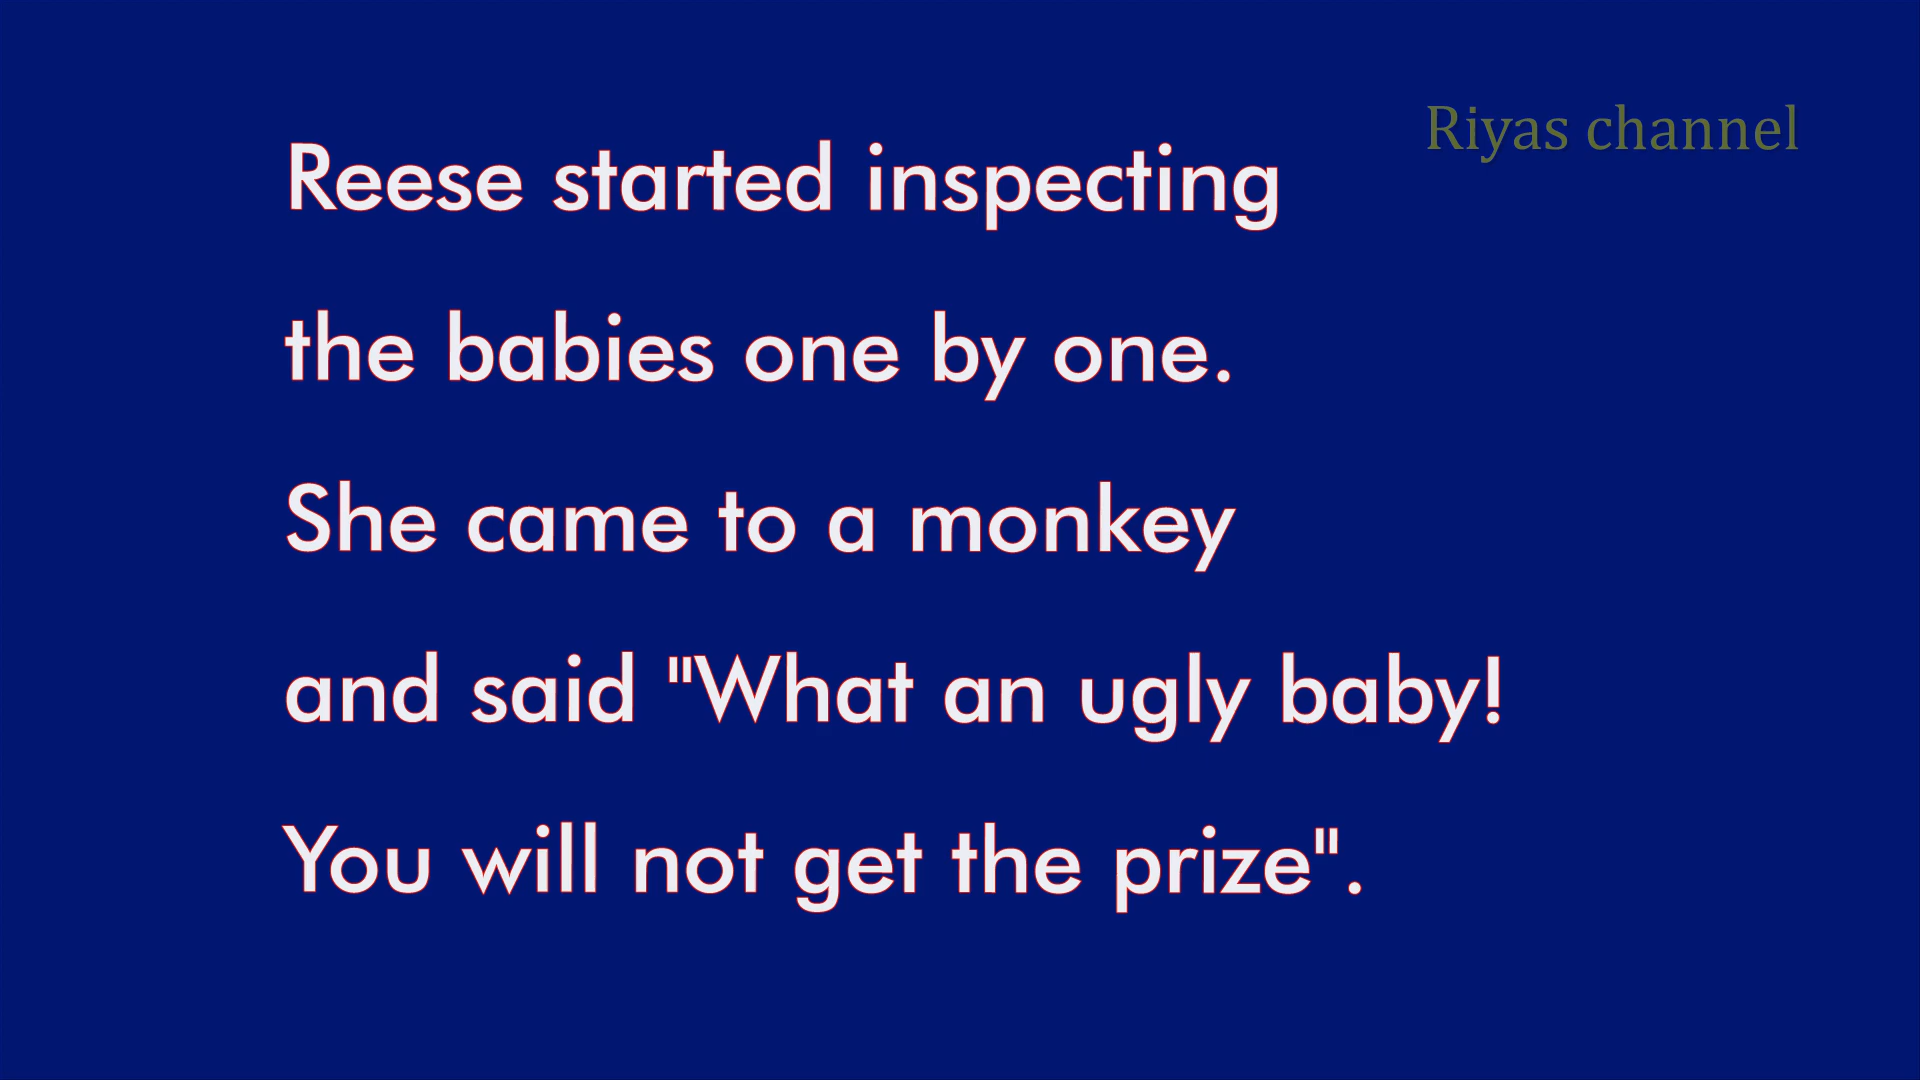 Riyas channel
Reese started inspecting
the babies one by one.
She came to a monkey
and said "What an ugly baby!
You will not get the prize".